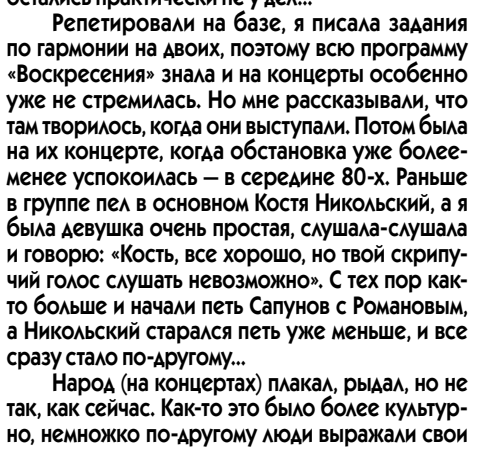 остались практически не у дел...
Репетировали на базе, я писала задания
по гармонии на двоих, поэтому всю программу
«Воскресения» знала и на концерты особенно
уже не стремилась. Но мне рассказывали, что
там творилось, когда они выступали. Потом была
на их концерте, когда обстановка уже более-
менее успокоилась — в середине 80-х. Раньше
в группе пел в основном Костя Никольский, а я
была девушка очень простая, слушала-слушала
и говорю: «Кость, все хорошо, но твой скрипу-
чий голос слушать невозможно». С тех пор как-
то больше и начали петь Сапунов с Романовым,
а Никольский старался петь уже меньше, и все
сразу стало по-другому...
Народ (на концертах) плакал, рыдал, но не
так, как сейчас. Как-то это было более культур-
но, немножко по-другому люди выражали свои